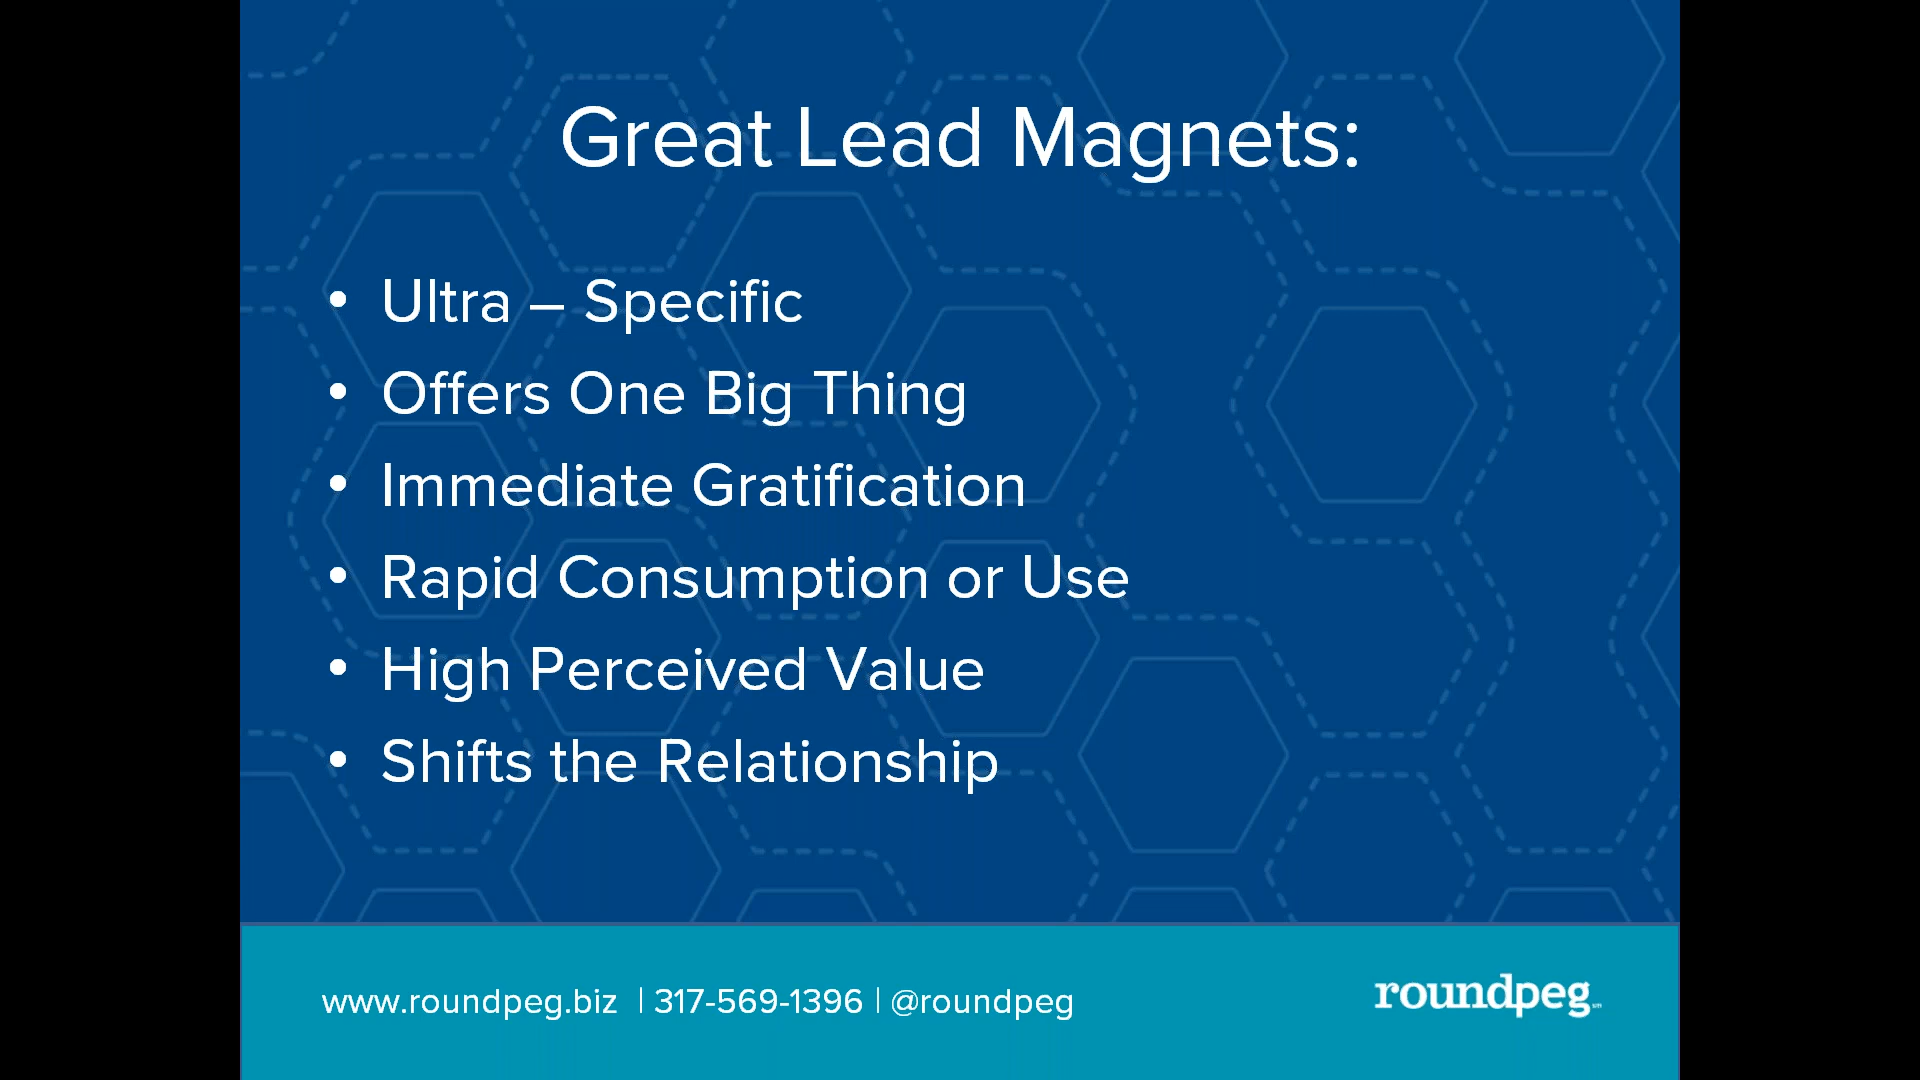 Great Lead Magnets:
• Ultra – Specific
• Offers One Big Thing
• Immediate Gratification
• Rapid Consumption or Use
• High Perceived Value
• Shifts the Relationship
www.roundpeg.biz | 317-569-1396 | @roundpeg
roundpeg